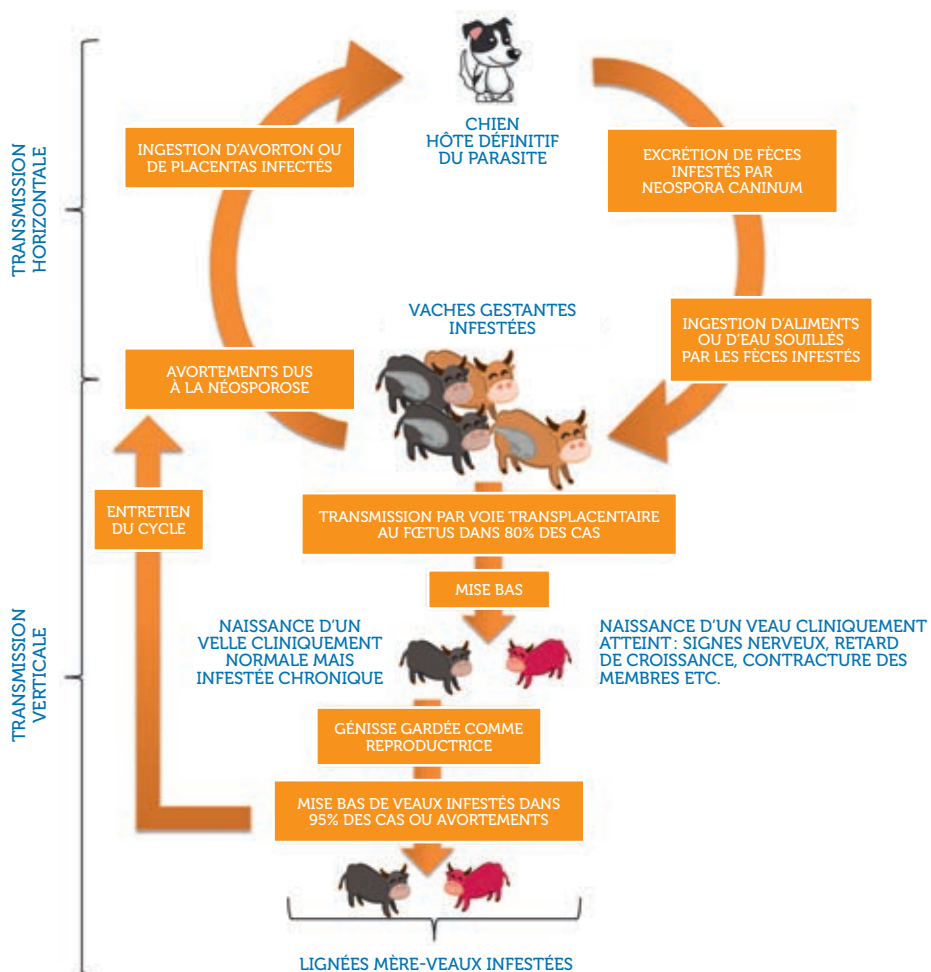 CHIEN
HÔTE DÉFINITIF
DU PARASITE
INGESTION D'AVORTON OU
DE PLACENTAS INFECTÉS
EXCRÉTION DE FÈCES
INFESTÉS PAR
NEOSPORA CANINUM
TRANSMISSION
HORIZONTALE
VACHES GESTANTES
INFESTÉES
INGESTION D'ALIMENTS
OU D'EAU SOUILLÉS
PAR LES FÈCES INFESTÉS
AVORTEMENTS DUS
À LA NÉOSPOROSE
ENTRETIEN
DU CYCLE
TRANSMISSION PAR VOIE TRANSPLACENTAIRE
AU FŒTUS DANS 80% DES CAS
MISE BAS
TRANSMISSION
VERTICALE
NAISSANCE D'UN
VELLE CLINIQUEMENT
NORMALE MAIS
INFESTÉE CHRONIQUE
NAISSANCE D'UN VEAU CLINIQUEMENT
ATTEINT : SIGNES NERVEUX, RETARD
DE CROISSANCE, CONTRACTURE DES
MEMBRES ETC.
GÉNISSE GARDÉE COMME
REPRODUCTRICE
MISE BAS DE VEAUX INFESTÉS DANS
95% DES CAS OU AVORTEMENTS
LIGNÉES MÈRE-VEAUX INFESTÉES